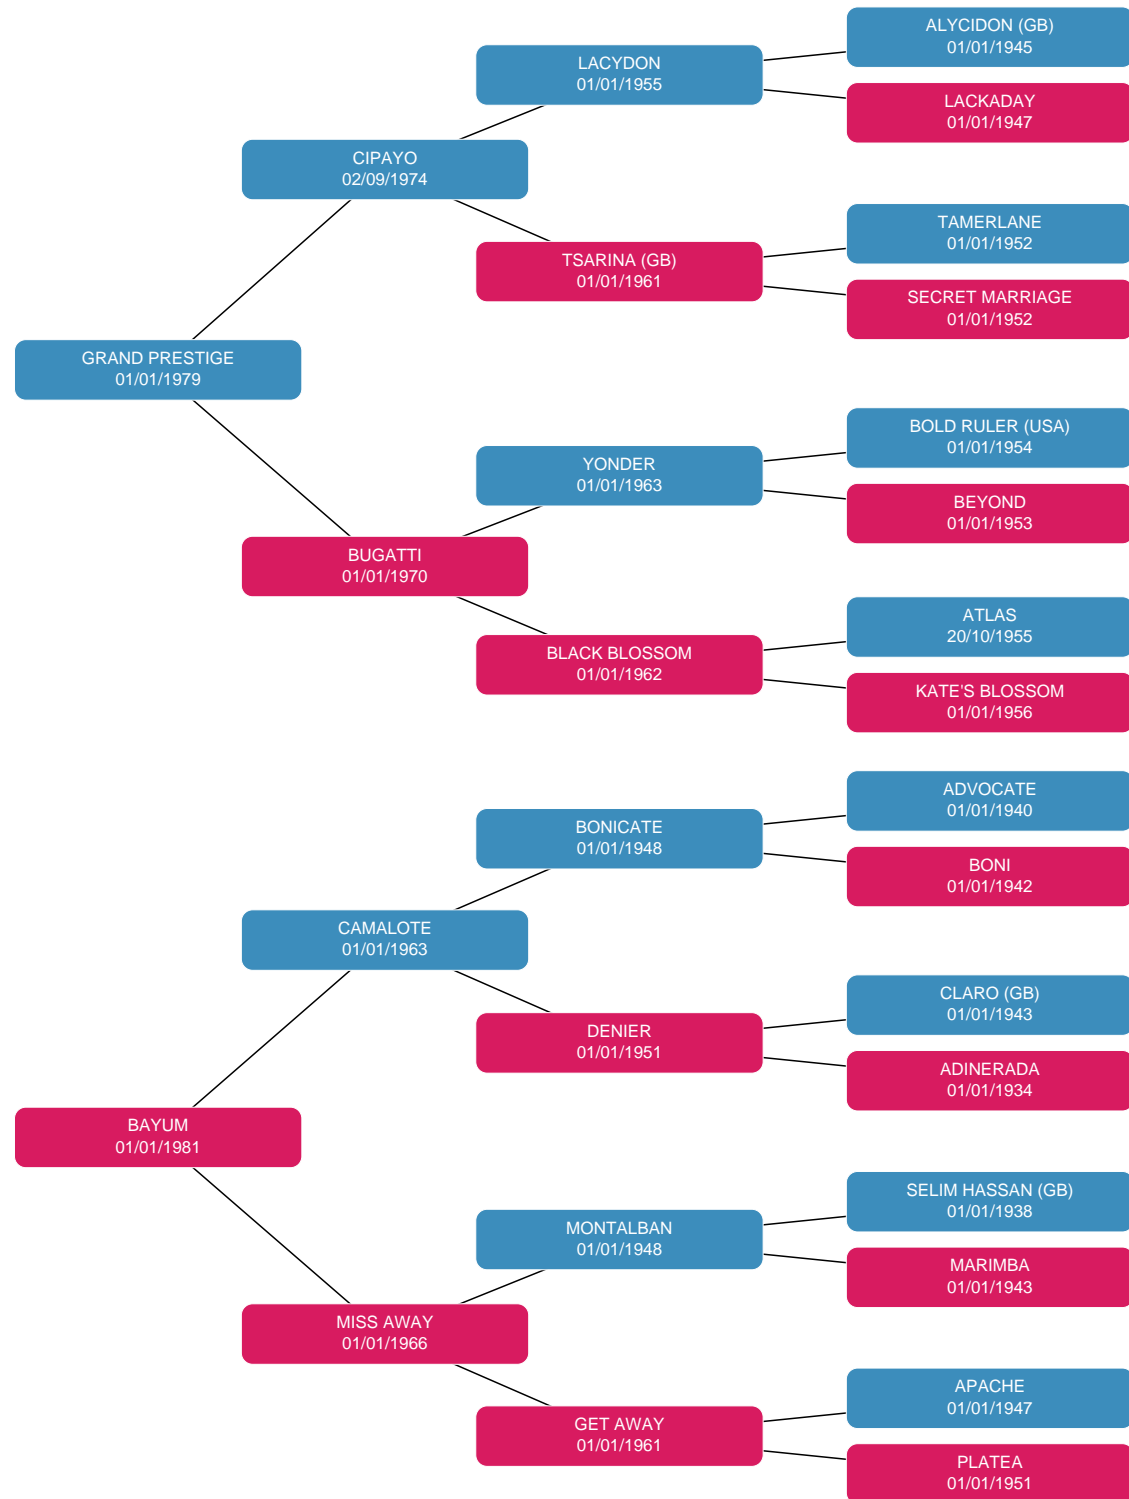 ALYCIDON (GB)
01/01/1945
LACYDON
01/01/1955
LACKADAY
01/01/1947
CIPAYO
02/09/1974
TAMERLANE
01/01/1952
TSARINA (GB)
01/01/1961
SECRET MARRIAGE
01/01/1952
GRAND PRESTIGE
01/01/1979
BOLD RULER (USA)
01/01/1954
YONDER
01/01/1963
BEYOND
01/01/1953
BUGATTI
01/01/1970
ATLAS
20/10/1955
BLACK BLOSSOM
01/01/1962
KATE'S BLOSSOM
01/01/1956
ADVOCATE
01/01/1940
BONICATE
01/01/1948
BONI
01/01/1942
CAMALOTE
01/01/1963
CLARO (GB)
01/01/1943
DENIER
01/01/1951
ADINERADA
01/01/1934
BAYUM
01/01/1981
SELIM HASSAN (GB)
01/01/1938
MONTALBAN
01/01/1948
MARIMBA
01/01/1943
MISS AWAY
01/01/1966
APACHE
01/01/1947
GET AWAY
01/01/1961
PLATEA
01/01/1951